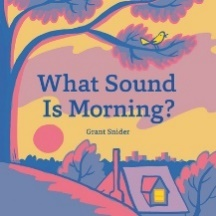 What Sound
Is Morning?
Grant Snider